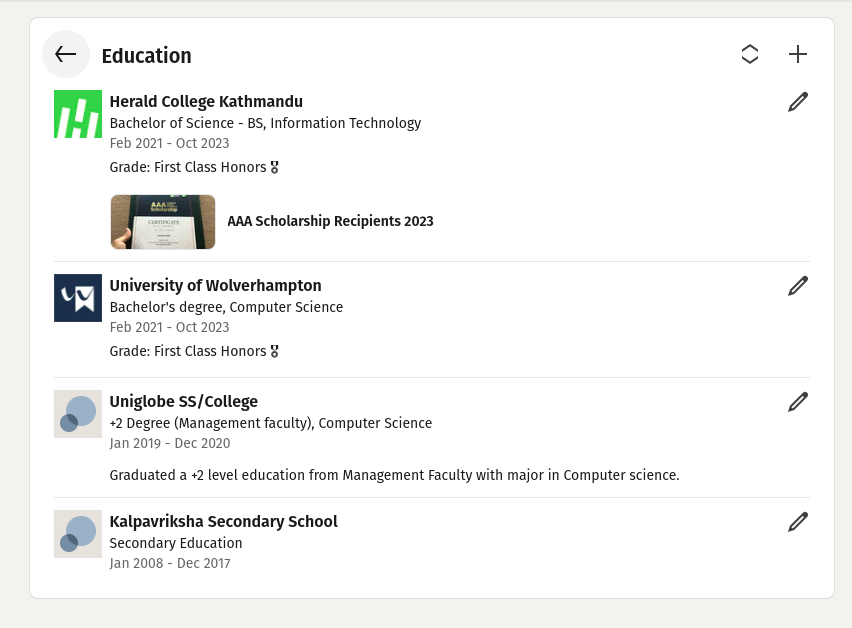 Education
Herald College Kathmandu
Bachelor of Science - BS, Information Technology
Feb 2021 - Oct 2023
Grade: First Class Honors 🎖
AAA
Scholarship
CERTIFICATE
AAA Scholarship Recipients 2023
University of Wolverhampton
Bachelor's degree, Computer Science
Feb 2021 - Oct 2023
Grade: First Class Honors 🎖
Uniglobe SS/College
+2 Degree (Management faculty), Computer Science
Jan 2019 - Dec 2020
Graduated a +2 level education from Management Faculty with major in Computer science.
Kalpavriksha Secondary School
Secondary Education
Jan 2008 - Dec 2017